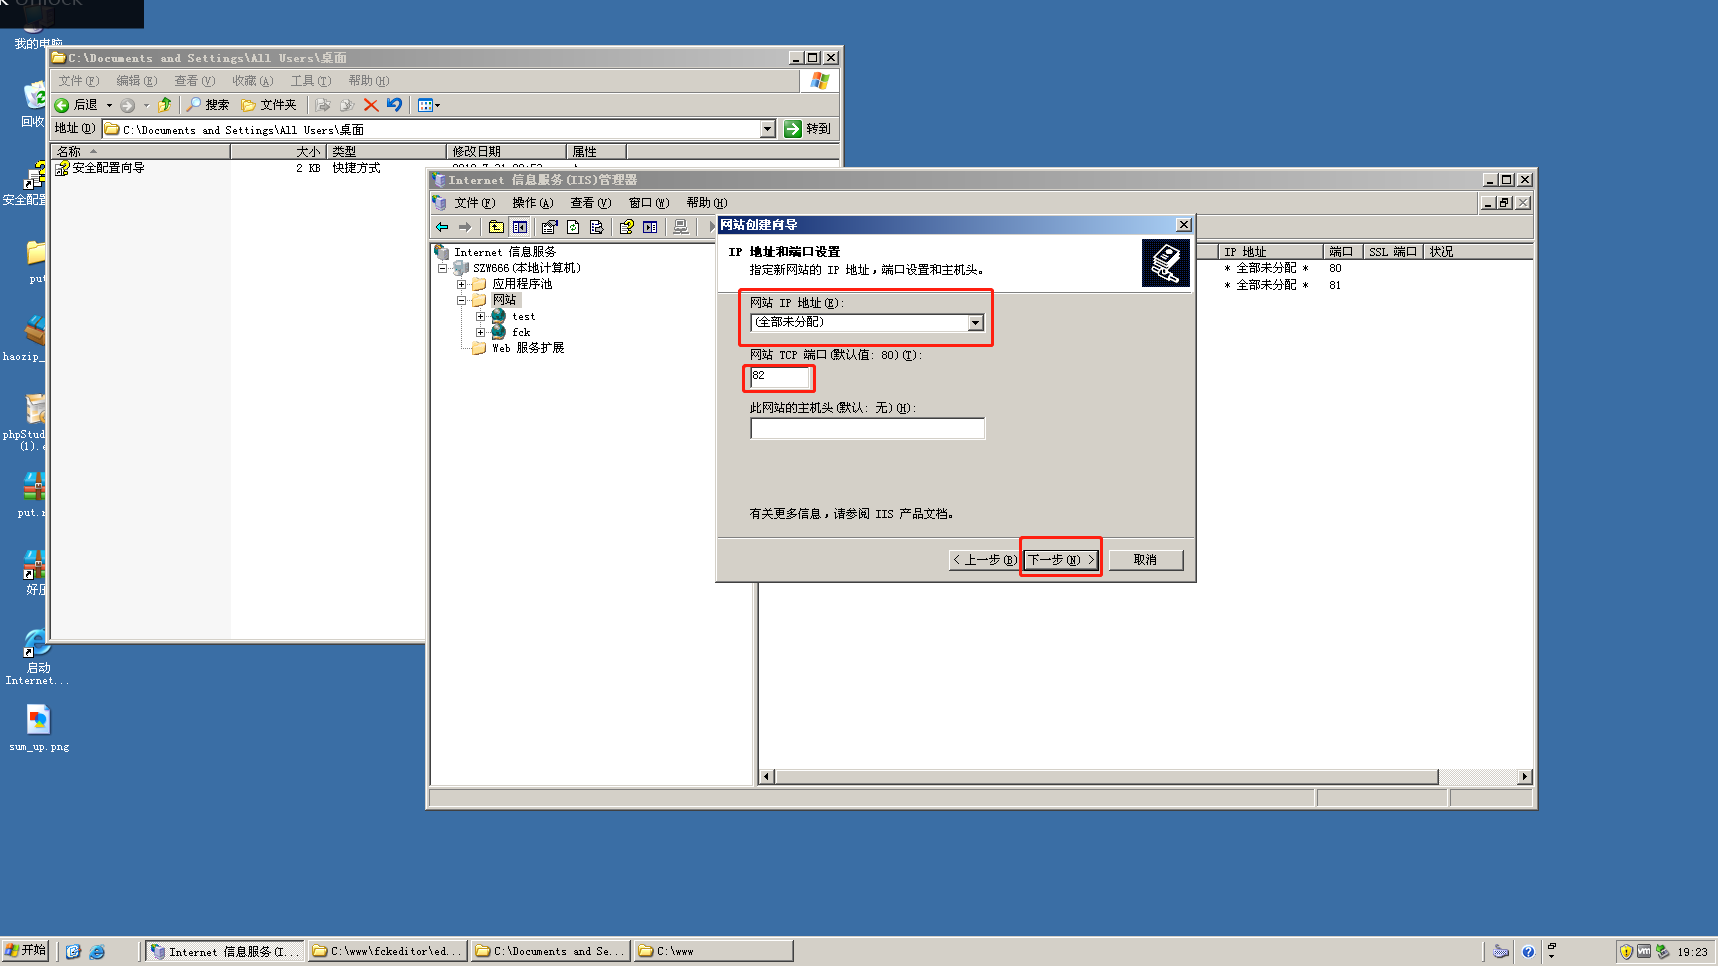 Unlock
我的电脑
回收
安全配置
put
haozip_
phpStud
(1).e
put.r
好压
启动
Internet...
sum_up.png
C:\Documents and Settings\All Users\桌面
文件(F) 编辑(E) 查看(V) 收藏(A) 工具(T) 帮助(H)
后退 搜索 文件夹
地址(D) C:\Documents and Settings\All Users\桌面 转到
名称 大小 类型 修改日期 属性
安全配置向导 2 KB 快捷方式
Internet 信息服务(IIS)管理器
文件(F) 操作(A) 查看(V) 窗口(W) 帮助(H)
Internet 信息服务
SZW666(本地计算机)
应用程序池
网站
test
fck
Web 服务扩展
IP 地址 端口 SSL 端口 状况
* 全部未分配 * 80
* 全部未分配 * 81
网站创建向导
IP 地址和端口设置
指定新网站的 IP 地址，端口设置和主机头。
网站 IP 地址(E):
(全部未分配)
网站 TCP 端口(默认值: 80)(T):
82
此网站的主机头(默认: 无)(H):
有关更多信息，请参阅 IIS 产品文档。
< 上一步(B) 下一步(N) > 取消
开始 Internet 信息服务(I... C:\www\fckeditor\ed... C:\Documents and Se... C:\www 19:23